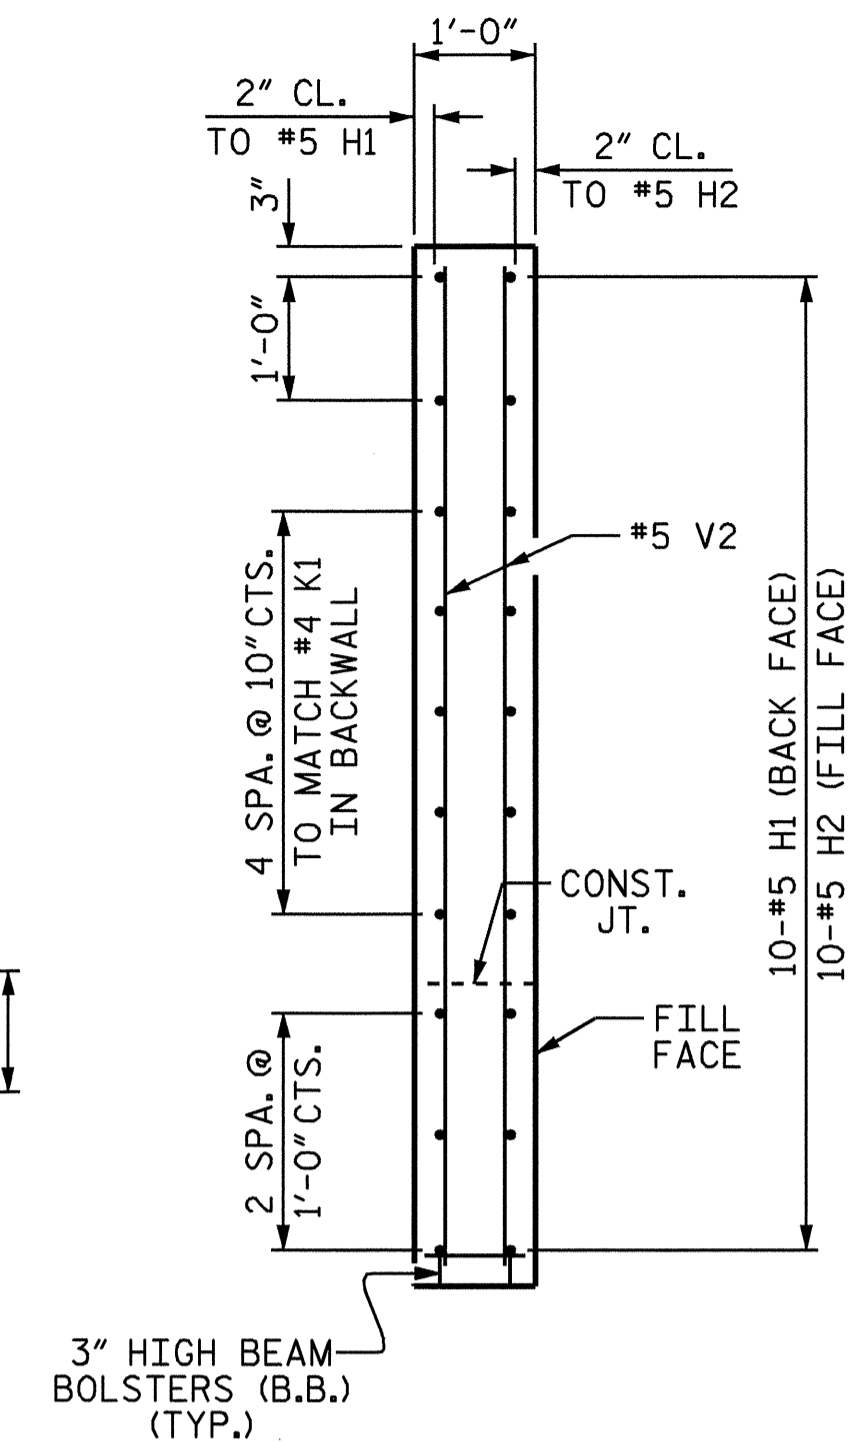 1'-0"
2" CL.
TO #5 H1
2" CL.
TO #5 H2
3"
1'-0"
#5 V2
4 SPA. @ 10" CTS.
TO MATCH #4 K1
IN BACKWALL
10-#5 H1 (BACK FACE)
10-#5 H2 (FILL FACE)
CONST.
JT.
FILL
FACE
2 SPA. @
1'-0" CTS.
3" HIGH BEAM
BOLSTERS (B.B.)
(TYP.)